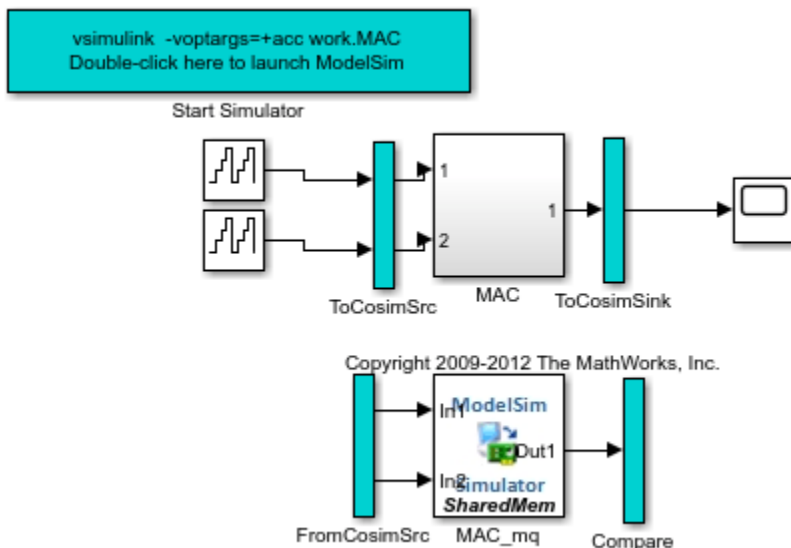 vsimulink -voptargs=+acc work.MAC
Double-click here to launch ModelSim
Start Simulator
1
2
1
ToCosimSrc
MAC
ToCosimSink
Copyright 2009-2012 The MathWorks, Inc.
In1
ModelSim
Out1
In2
Simulator
SharedMem
FromCosimSrc
MAC_mq
Compare